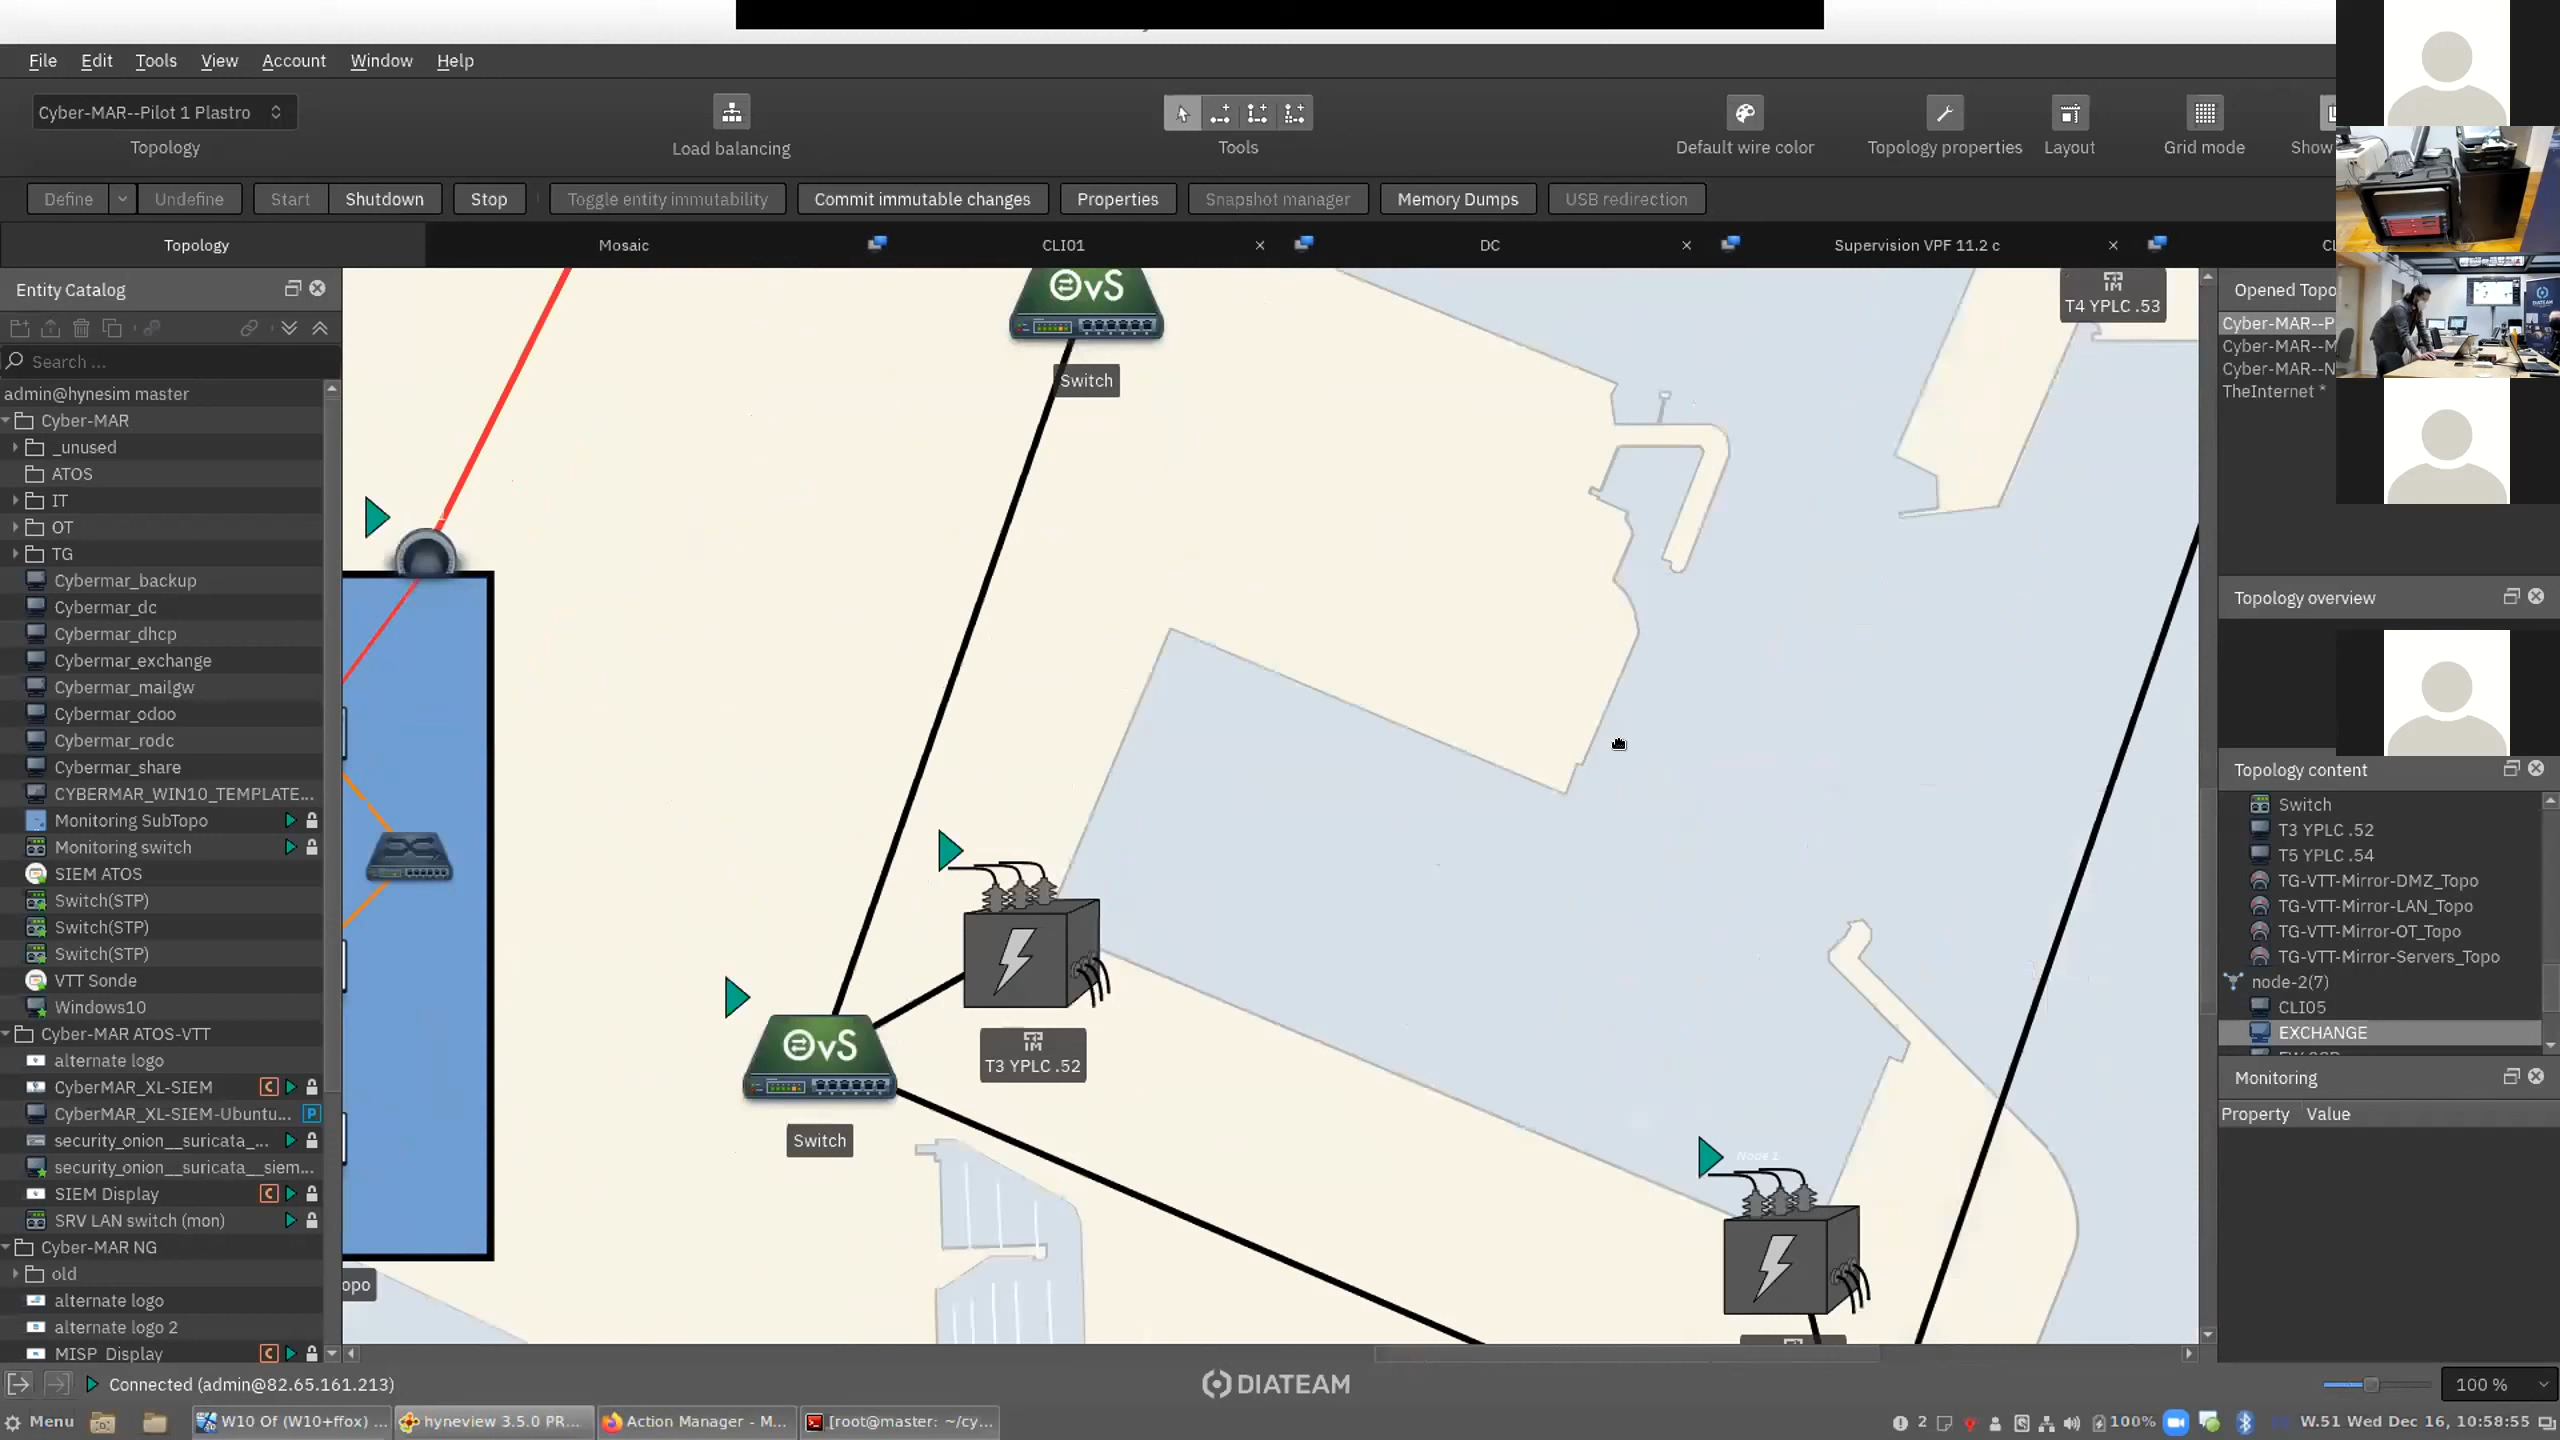 File Edit Tools View Account Window Help
Cyber-MAR--Pilot 1 Plastro
Topology
Load balancing
Tools
Default wire color
Topology properties
Layout
Grid mode
Show
Define Undefine Start Shutdown Stop Toggle entity immutability Commit immutable changes Properties Snapshot manager Memory Dumps USB redirection
Topology Mosaic CLI01 DC Supervision VPF 11.2 c CL
Entity Catalog
Search ...
admin@hynesim master
Cyber-MAR
_unused
ATOS
IT
OT
TG
Cybermar_backup
Cybermar_dc
Cybermar_dhcp
Cybermar_exchange
Cybermar_mailgw
Cybermar_odoo
Cybermar_rodc
Cybermar_share
CYBERMAR_WIN10_TEMPLATE...
Monitoring SubTopo
Monitoring switch
SIEM ATOS
Switch(STP)
Switch(STP)
Switch(STP)
VTT Sonde
Windows10
Cyber-MAR ATOS-VTT
alternate logo
CyberMAR_XL-SIEM C
CyberMAR_XL-SIEM-Ubuntu... P
security_onion__suricata_...
security_onion__suricata__siem...
SIEM Display C
SRV LAN switch (mon)
Cyber-MAR NG
old
alternate logo
alternate logo 2
MISP Display C
OvS
Switch
T4 YPLC .53
T3 YPLC .52
OvS
Switch
Node 1
opo
Opened Topo
Cyber-MAR--P
Cyber-MAR--M
Cyber-MAR--N
TheInternet *
Topology overview
Topology content
Switch
T3 YPLC .52
T5 YPLC .54
TG-VTT-Mirror-DMZ_Topo
TG-VTT-Mirror-LAN_Topo
TG-VTT-Mirror-OT_Topo
TG-VTT-Mirror-Servers_Topo
node-2(7)
CLI05
EXCHANGE
Monitoring
Property Value
Connected (admin@82.65.161.213)
DIATEAM
100 %
Menu
W10 Of (W10+ffox) ...
hyneview 3.5.0 PR...
Action Manager - M...
[root@master: ~/cy...
2
100%
W.51 Wed Dec 16, 10:58:55